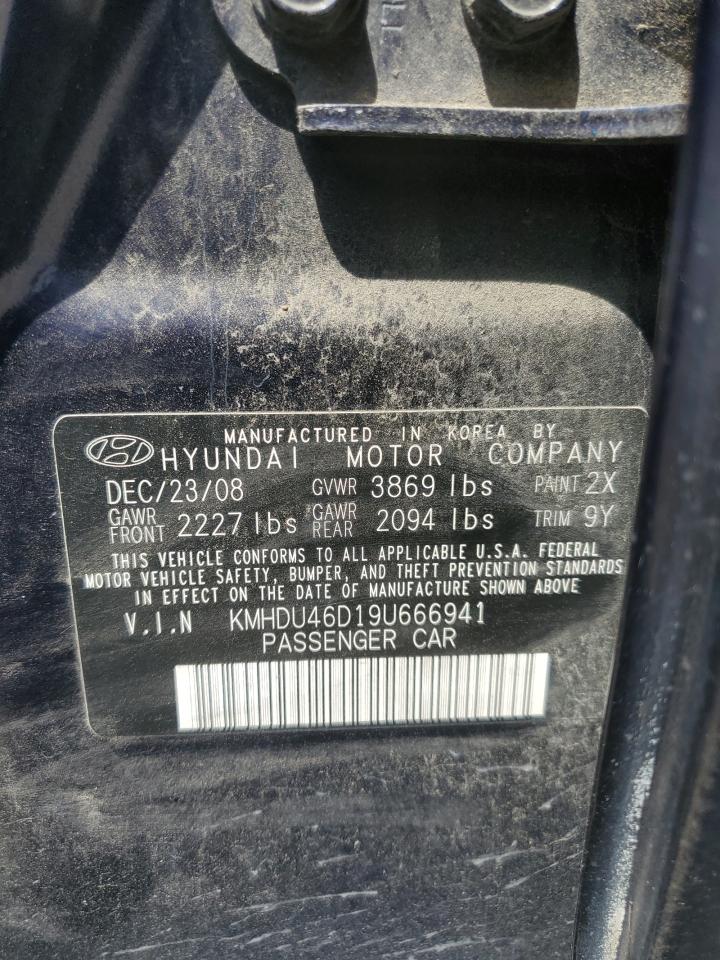 MANUFACTURED IN KOREA BY
HYUNDAI MOTOR COMPANY
DEC/23/08 GVWR 3869 lbs PAINT 2X
GAWR FRONT 2227 lbs GAWR REAR 2094 lbs TRIM 9Y
THIS VEHICLE CONFORMS TO ALL APPLICABLE U.S.A. FEDERAL
MOTOR VEHICLE SAFETY, BUMPER, AND THEFT PREVENTION STANDARDS
IN EFFECT ON THE DATE OF MANUFACTURE SHOWN ABOVE
V.I.N KMHDU46D19U666941
PASSENGER CAR